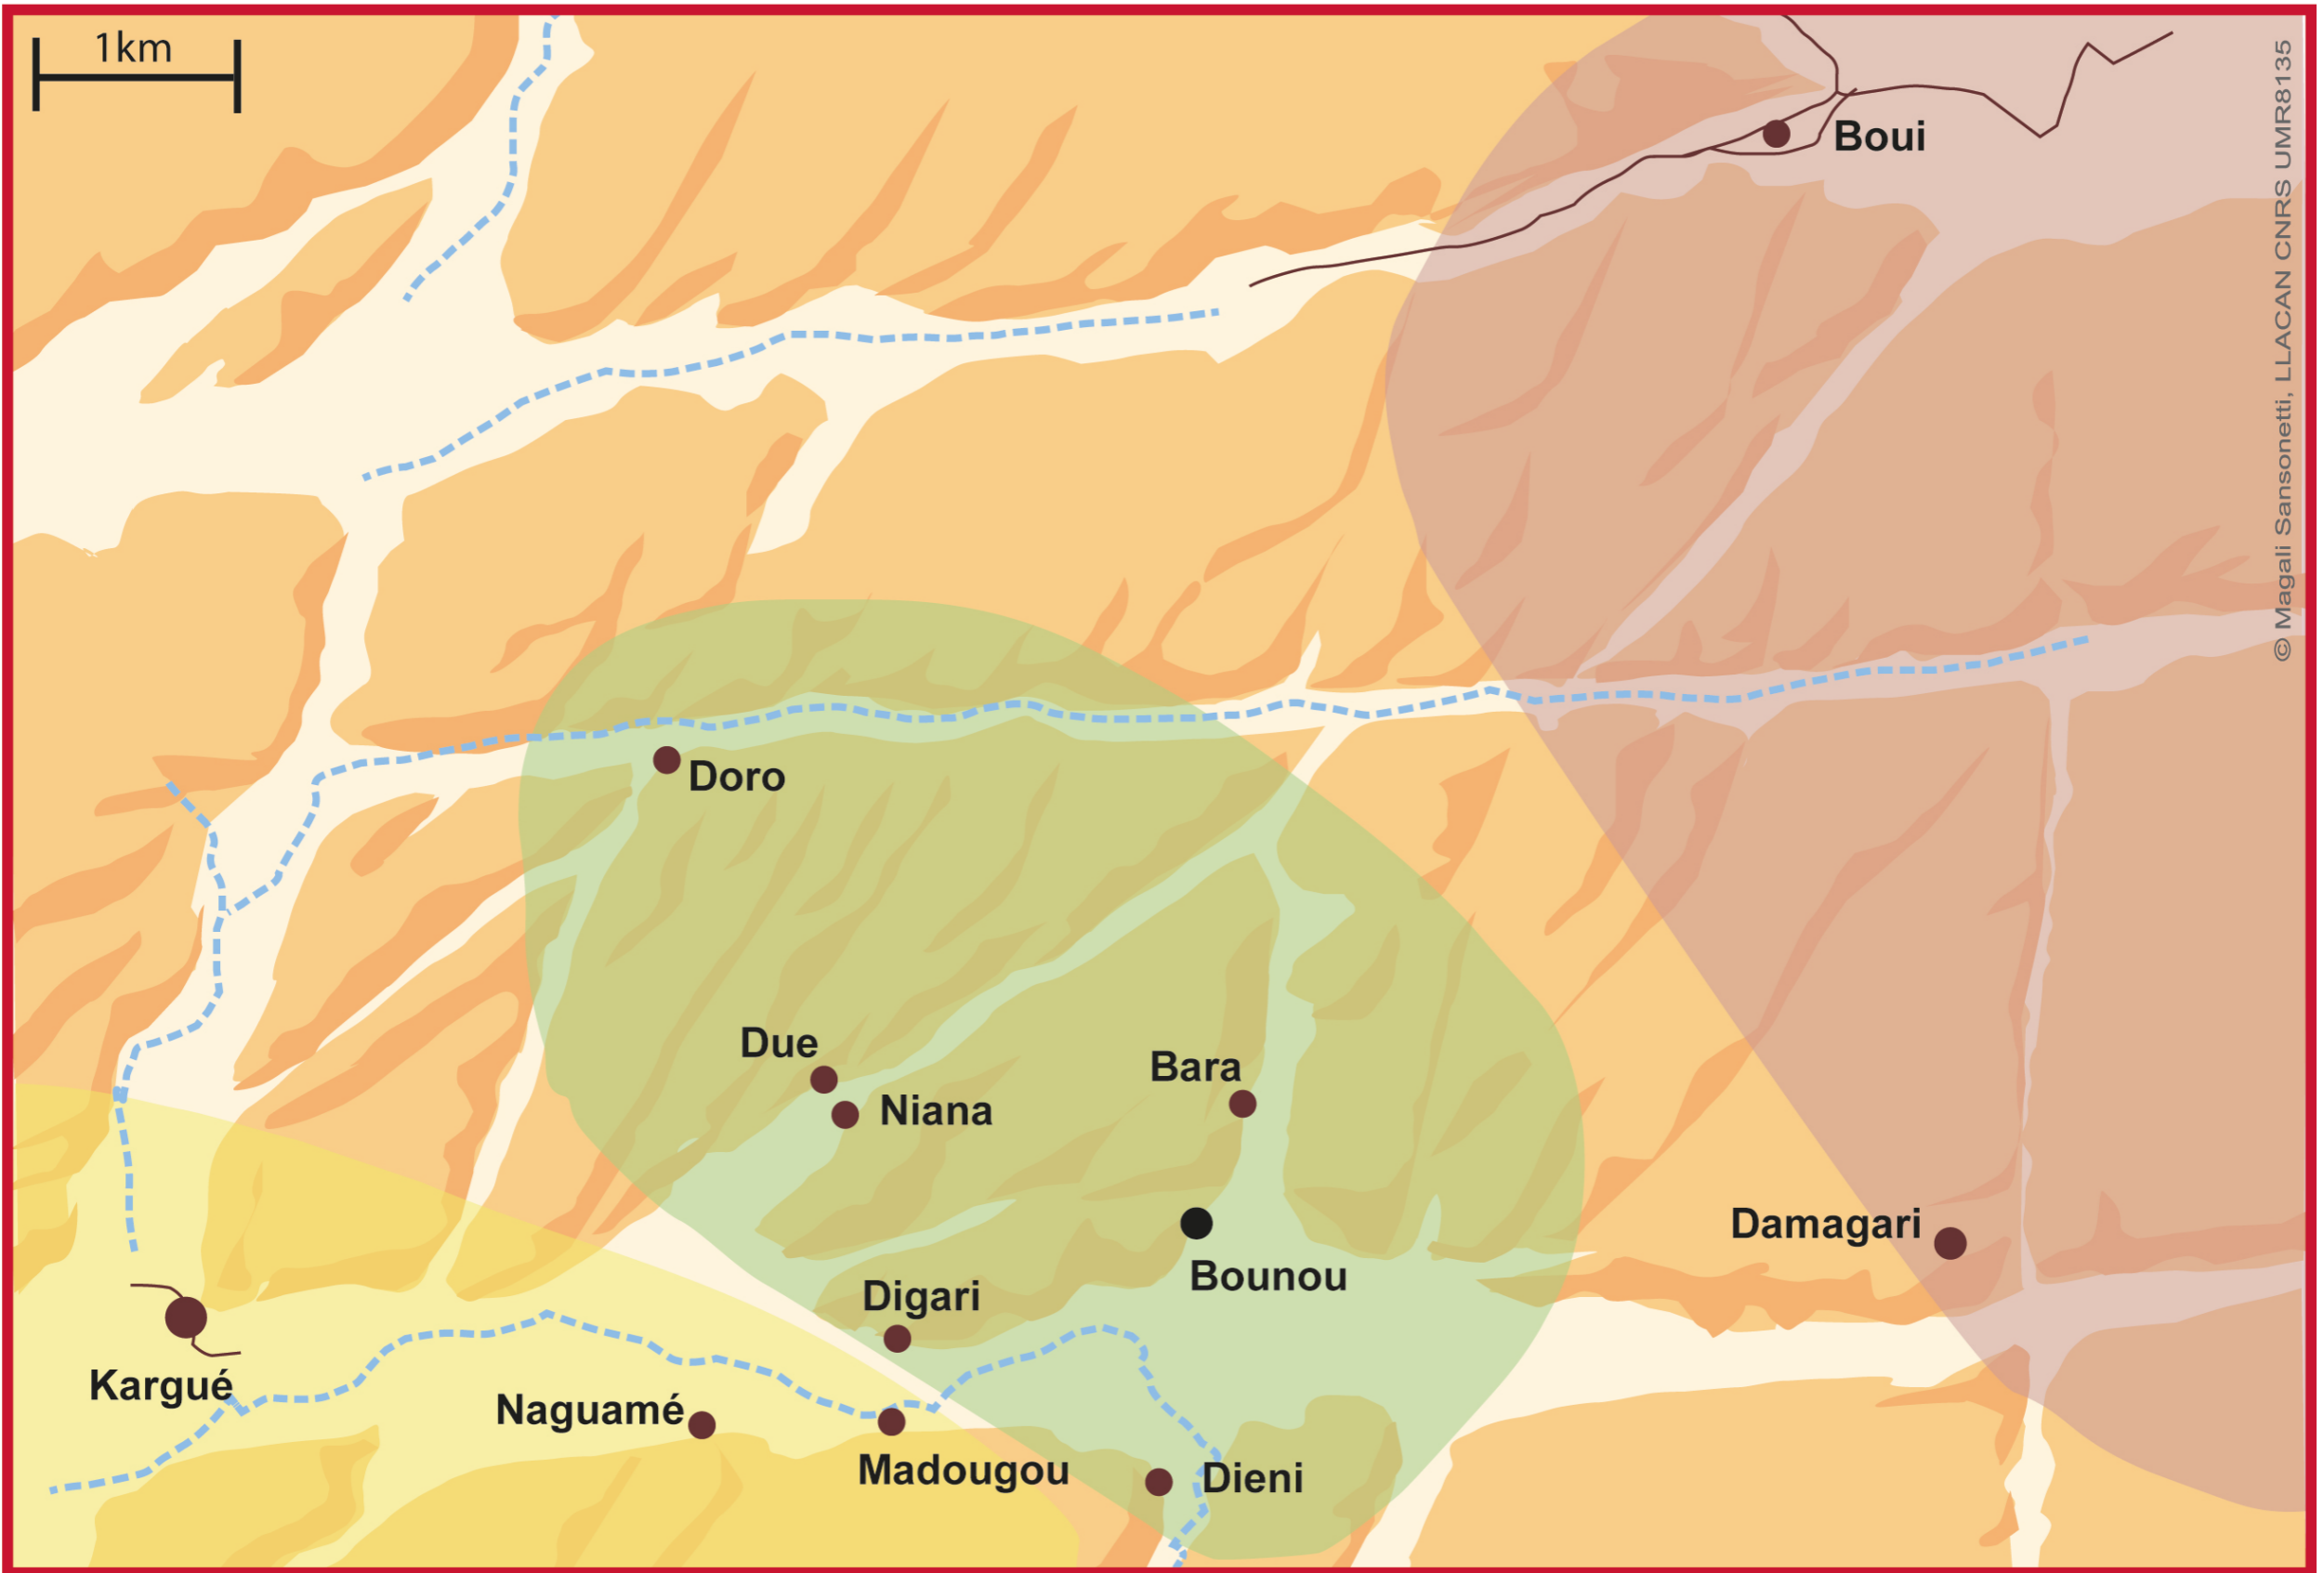 1km
Boui
© Magali Sansonetti, LLACAN CNRS UMR8135
Doro
Due
Niana
Bara
Bounou
Damagari
Digari
Kargué
Naguamé
Madougou
Dieni